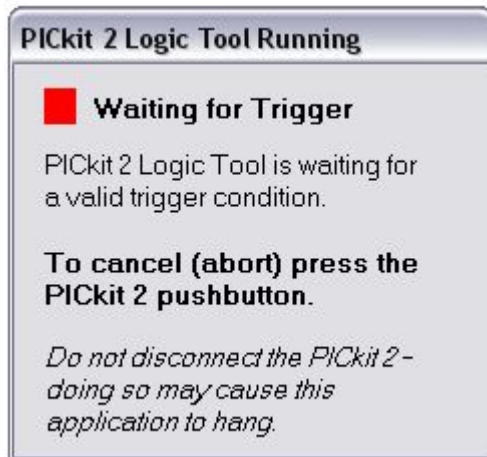 PICkit 2 Logic Tool Running
Waiting for Trigger
PICkit 2 Logic Tool is waiting for
a valid trigger condition.
To cancel (abort) press the
PICkit 2 pushbutton.
Do not disconnect the PICkit 2 -
doing so may cause this
application to hang.